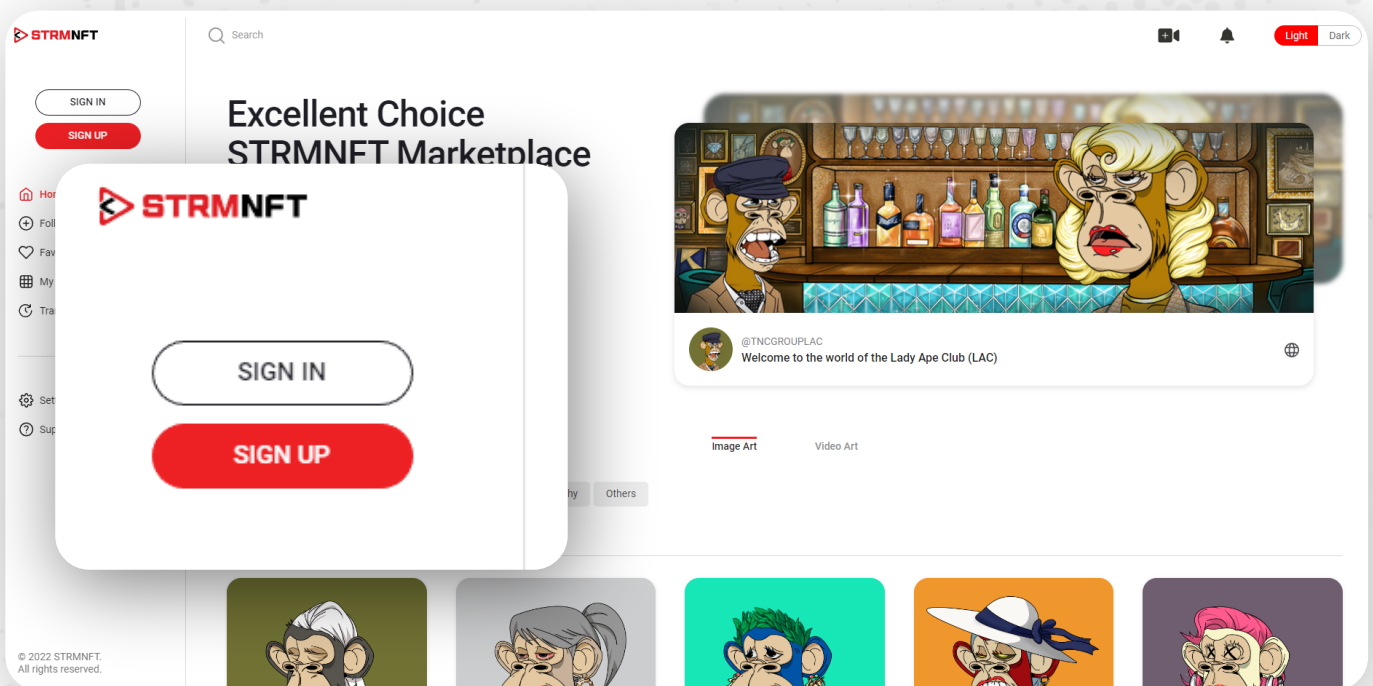 STRMNFT
Search
Light
Dark
SIGN IN
SIGN UP
Excellent Choice
STRMNFT Marketplace
STRMNFT
SIGN IN
SIGN UP
My
@TNCGROUPLAC
Welcome to the world of the Lady Ape Club (LAC)
Image Art
Video Art
Others
© 2022 STRMNFT.
All rights reserved.